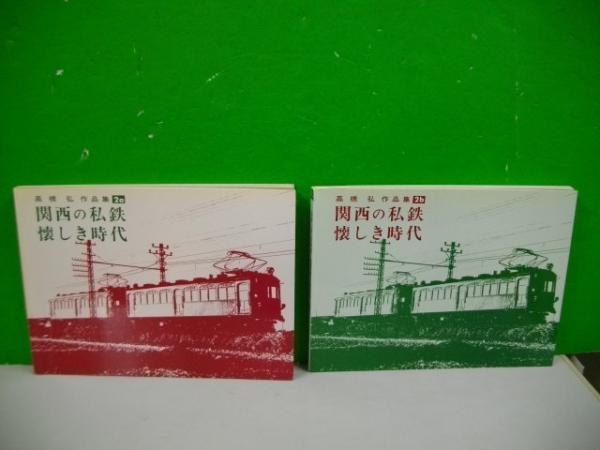 高橋 弘 作品集 2a
関西の私鉄
懐しき時代
高橋 弘 作品集 2b
関西の私鉄
懐しき時代